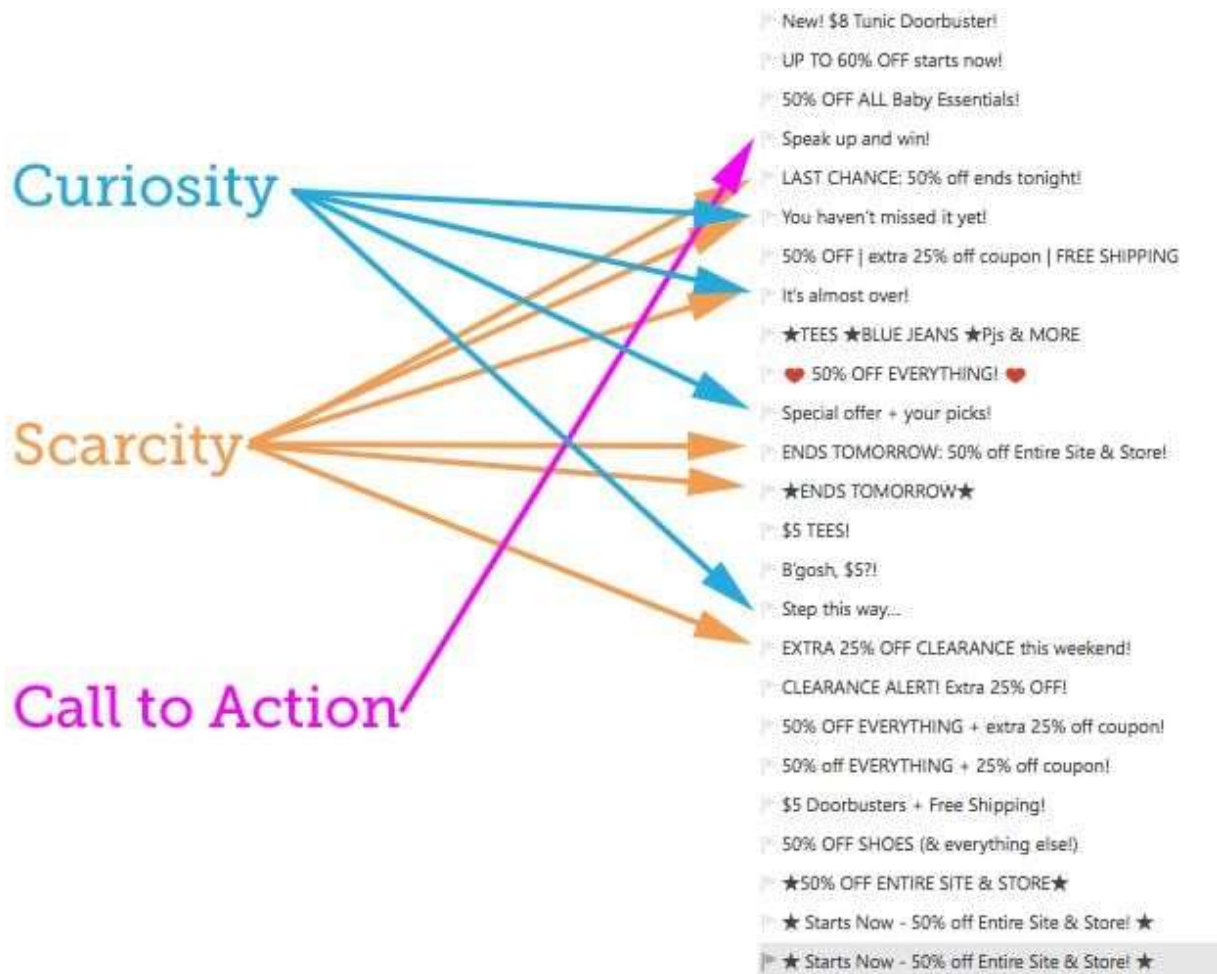 Curiosity
Scarcity
Call to Action
New! $8 Tunic Doorbuster!
UP TO 60% OFF starts now!
50% OFF ALL Baby Essentials!
Speak up and win!
LAST CHANCE: 50% off ends tonight!
You haven't missed it yet!
50% OFF | extra 25% off coupon | FREE SHIPPING
It's almost over!
★TEES ★BLUE JEANS ★Pjs & MORE
❤ 50% OFF EVERYTHING! ❤
Special offer + your picks!
ENDS TOMORROW: 50% off Entire Site & Store!
★ENDS TOMORROW★
$5 TEES!
B'gosh, $5?!
Step this way...
EXTRA 25% OFF CLEARANCE this weekend!
CLEARANCE ALERT! Extra 25% OFF!
50% OFF EVERYTHING + extra 25% off coupon!
50% off EVERYTHING + 25% off coupon!
$5 Doorbusters + Free Shipping!
50% OFF SHOES (& everything else!)
★50% OFF ENTIRE SITE & STORE★
★ Starts Now - 50% off Entire Site & Store! ★
★ Starts Now - 50% off Entire Site & Store! ★